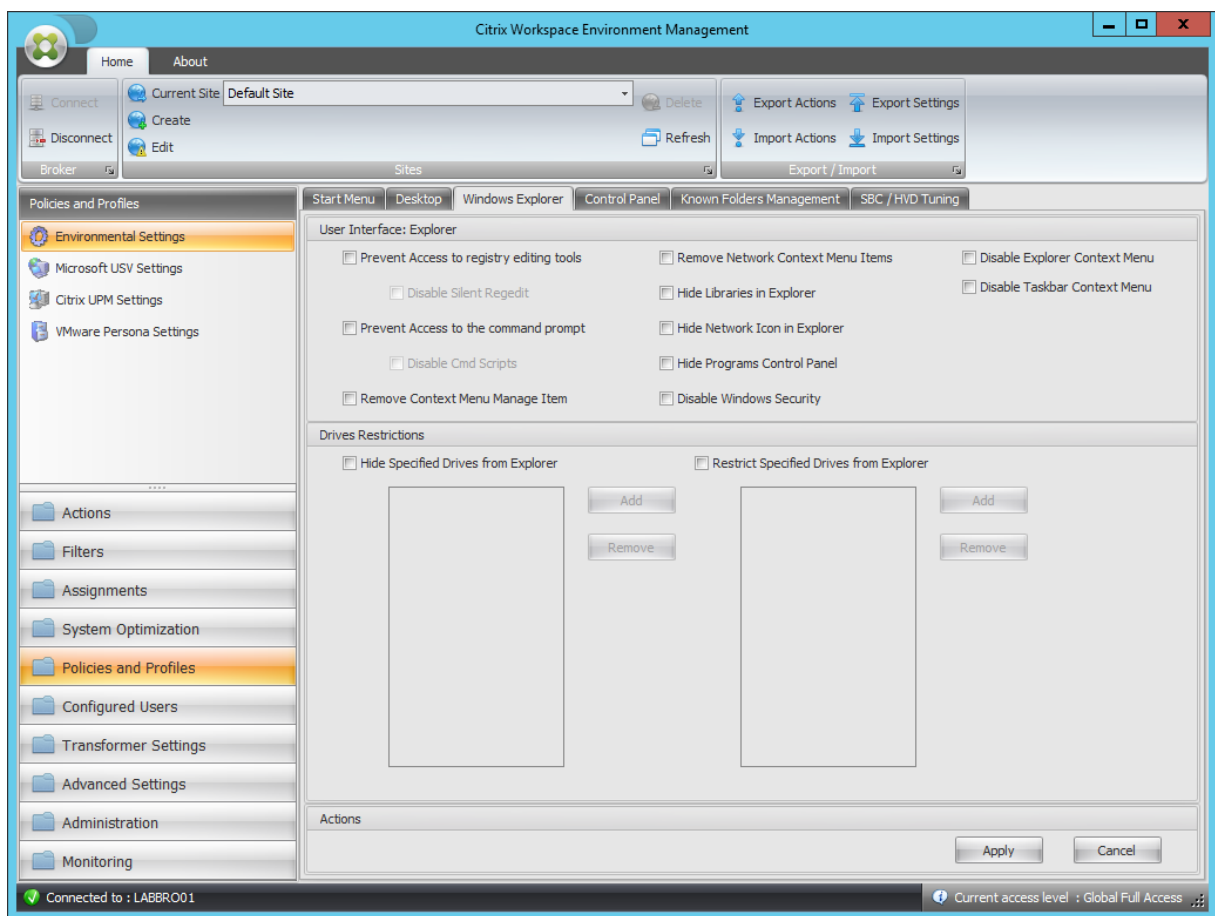 Citrix Workspace Environment Management
Home About
Connect
Disconnect
Broker
Current Site Default Site
Create
Edit
Delete
Refresh
Sites
Export Actions Export Settings
Import Actions Import Settings
Export / Import
Policies and Profiles
Environmental Settings
Microsoft USV Settings
Citrix UPM Settings
VMware Persona Settings
Actions
Filters
Assignments
System Optimization
Policies and Profiles
Configured Users
Transformer Settings
Advanced Settings
Administration
Monitoring
Start Menu Desktop Windows Explorer Control Panel Known Folders Management SBC / HVD Tuning
User Interface: Explorer
Prevent Access to registry editing tools
Disable Silent Regedit
Prevent Access to the command prompt
Disable Cmd Scripts
Remove Context Menu Manage Item
Remove Network Context Menu Items
Hide Libraries in Explorer
Hide Network Icon in Explorer
Hide Programs Control Panel
Disable Windows Security
Disable Explorer Context Menu
Disable Taskbar Context Menu
Drives Restrictions
Hide Specified Drives from Explorer
Add
Remove
Restrict Specified Drives from Explorer
Add
Remove
Actions
Apply Cancel
Connected to : LABBRO01
Current access level : Global Full Access